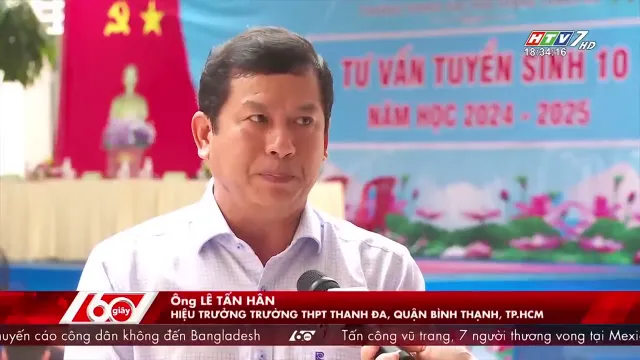 HTV7 HD
18:34:16
TƯ VẤN TUYỂN SINH 10
NĂM HỌC 2024 - 2025
60 giây
Ông LÊ TẤN HÂN
HIỆU TRƯỞNG TRƯỜNG THPT THANH ĐA, QUẬN BÌNH THẠNH, TP.HCM
huyến cáo công dân không đến Bangladesh
Tấn công vũ trang, 7 người thương vong tại Mexi